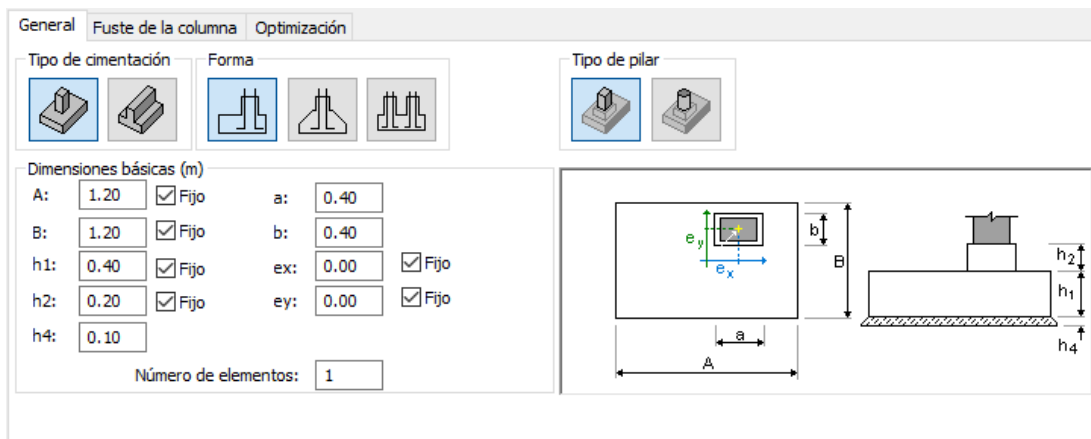 General Fuste de la columna Optimización
Tipo de cimentación Forma Tipo de pilar
Dimensiones básicas (m)
A: 1.20 Fijo a: 0.40
B: 1.20 Fijo b: 0.40
h1: 0.40 Fijo ex: 0.00 Fijo
h2: 0.20 Fijo ey: 0.00 Fijo
h4: 0.10
Número de elementos: 1
e y
e x
b
B
a
A
h2
h1
h4